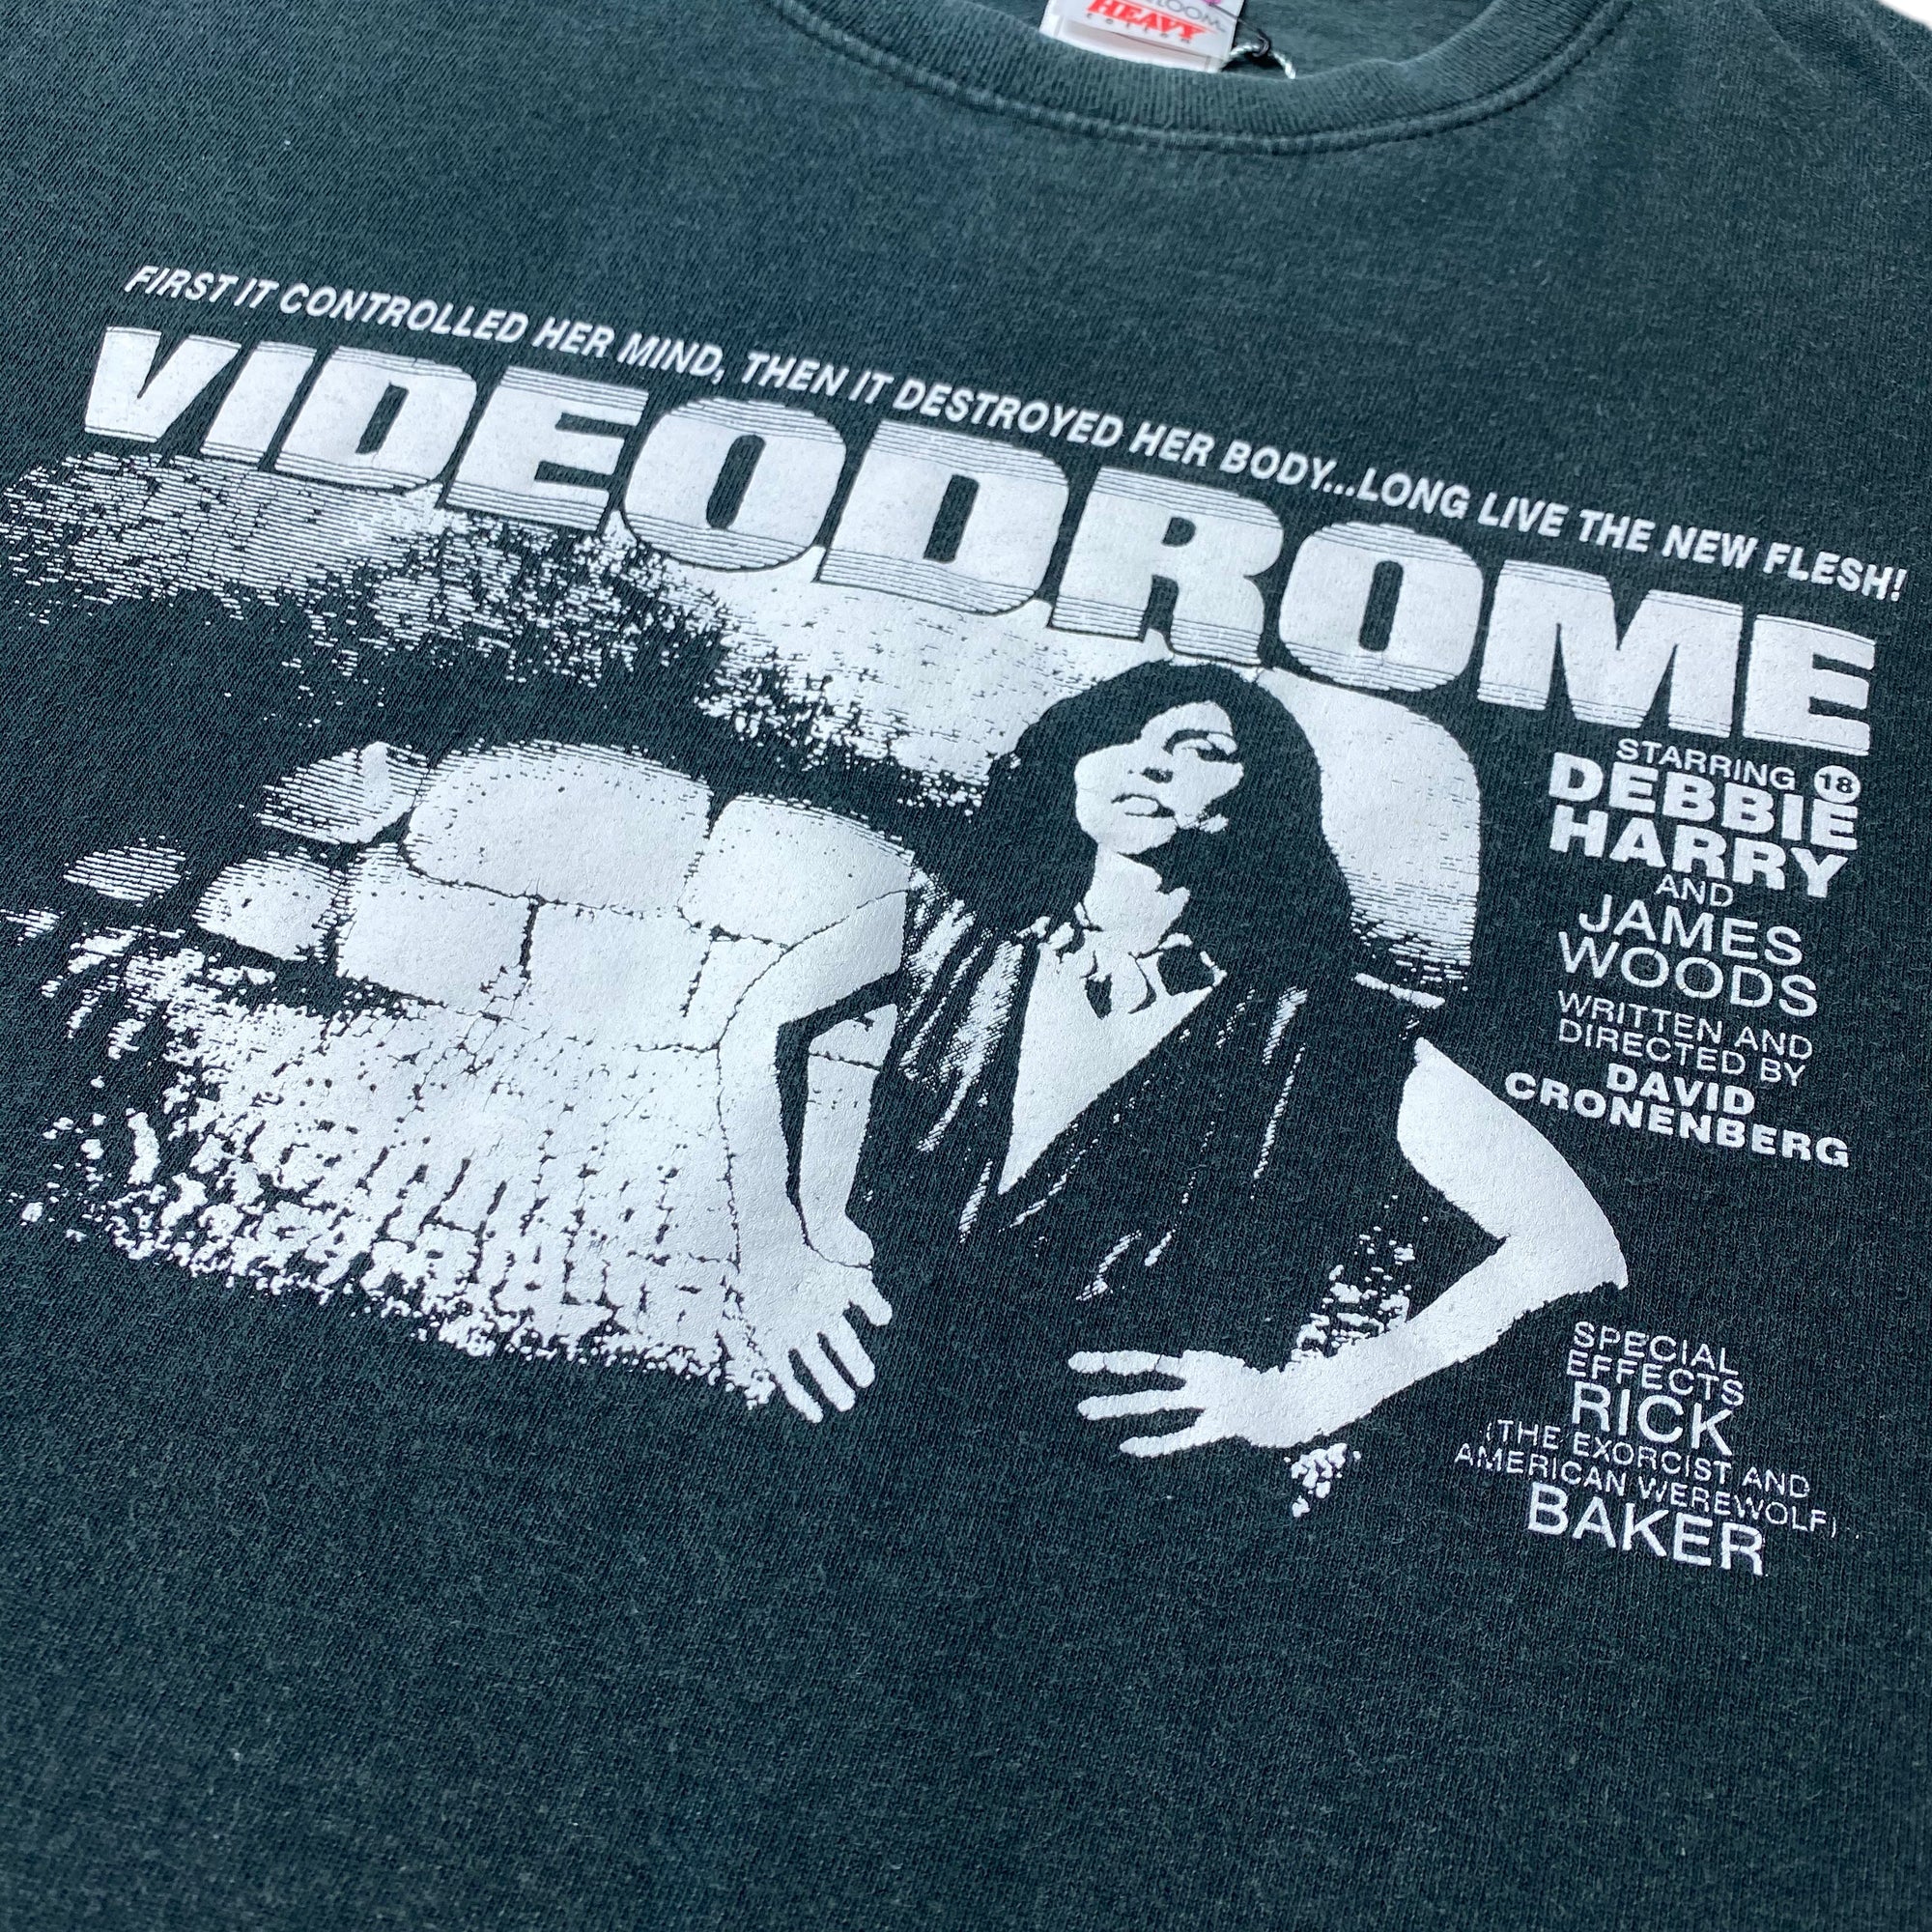 HEAVY
FIRST IT CONTROLLED HER MIND, THEN IT DESTROYED HER BODY...LONG LIVE THE NEW FLESH!
VIDEODROME
STARRING 18
DEBBIE
HARRY
AND
JAMES
WOODS
WRITTEN AND
DIRECTED BY
DAVID
CRONENBERG
SPECIAL
EFFECTS
RICK
(THE EXORCIST AND
AMERICAN WEREWOLF)
BAKER